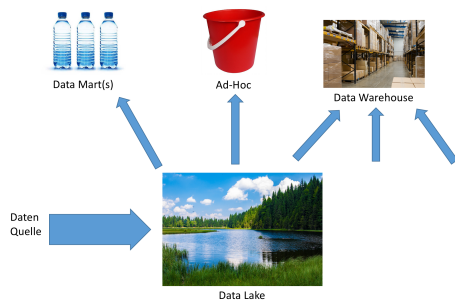 Data Mart(s)
Ad-Hoc
Data Warehouse
Daten
Quelle
Data Lake